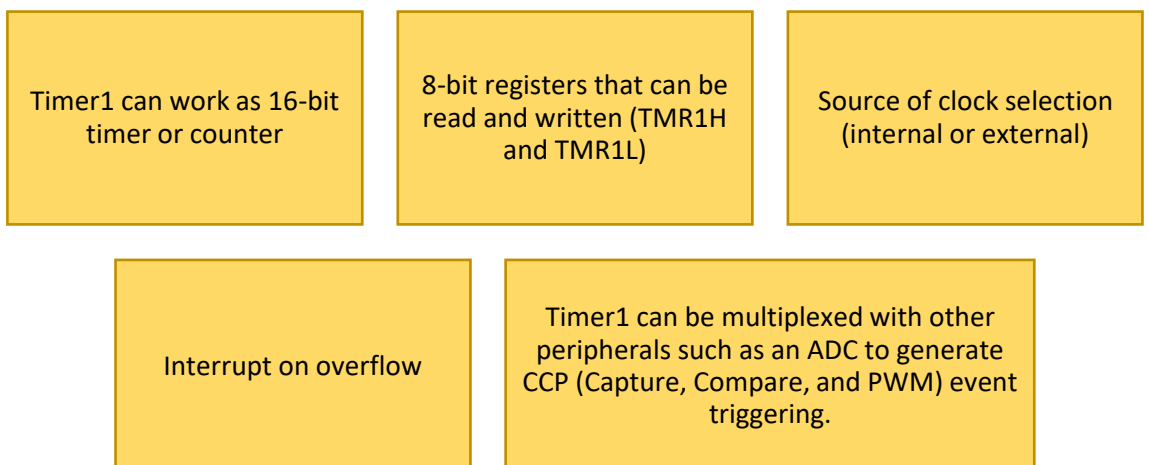 Timer1 can work as 16-bit
timer or counter
8-bit registers that can be
read and written (TMR1H
and TMR1L)
Source of clock selection
(internal or external)
Interrupt on overflow
Timer1 can be multiplexed with other
peripherals such as an ADC to generate
CCP (Capture, Compare, and PWM) event
triggering.